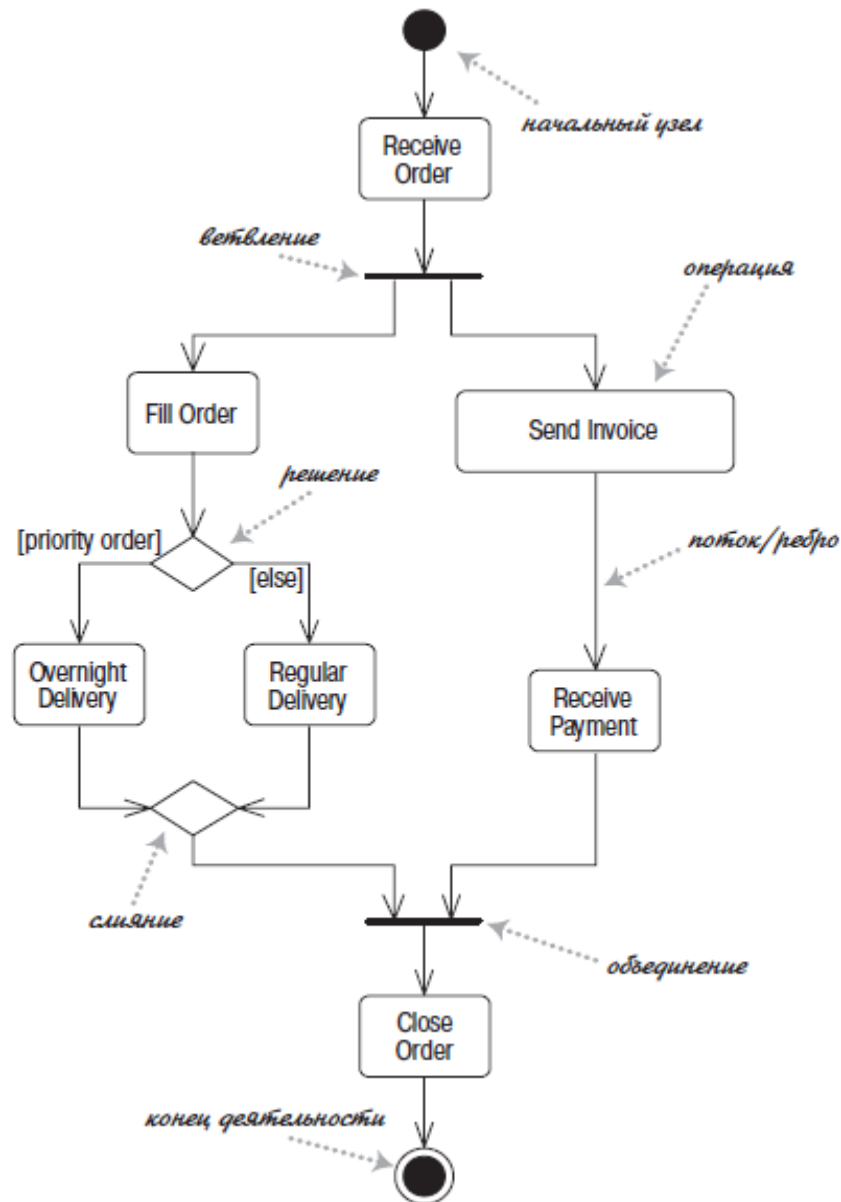 начальный узел
Receive
Order
ветвление
операция
Fill Order
Send Invoice
решение
[priority order]
[else]
поток/ребро
Overnight
Delivery
Regular
Delivery
Receive
Payment
слияние
объединение
Close
Order
конец деятельности